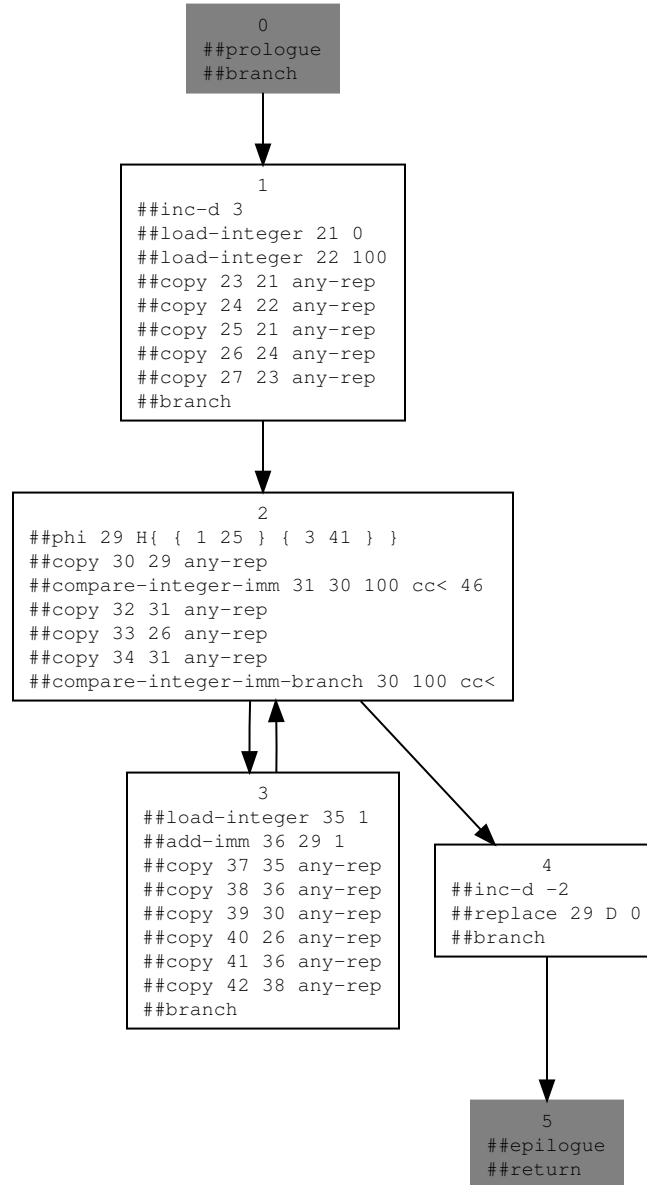 0
##prologue
##branch
1
##inc-d 3
##load-integer 21 0
##load-integer 22 100
##copy 23 21 any-rep
##copy 24 22 any-rep
##copy 25 21 any-rep
##copy 26 24 any-rep
##copy 27 23 any-rep
##branch
2
##phi 29 H{ { 1 25 } { 3 41 } }
##copy 30 29 any-rep
##compare-integer-imm 31 30 100 cc< 46
##copy 32 31 any-rep
##copy 33 26 any-rep
##copy 34 31 any-rep
##compare-integer-imm-branch 30 100 cc<
3
##load-integer 35 1
##add-imm 36 29 1
##copy 37 35 any-rep
##copy 38 36 any-rep
##copy 39 30 any-rep
##copy 40 26 any-rep
##copy 41 36 any-rep
##copy 42 38 any-rep
##branch
4
##inc-d -2
##replace 29 D 0
##branch
5
##epilogue
##return